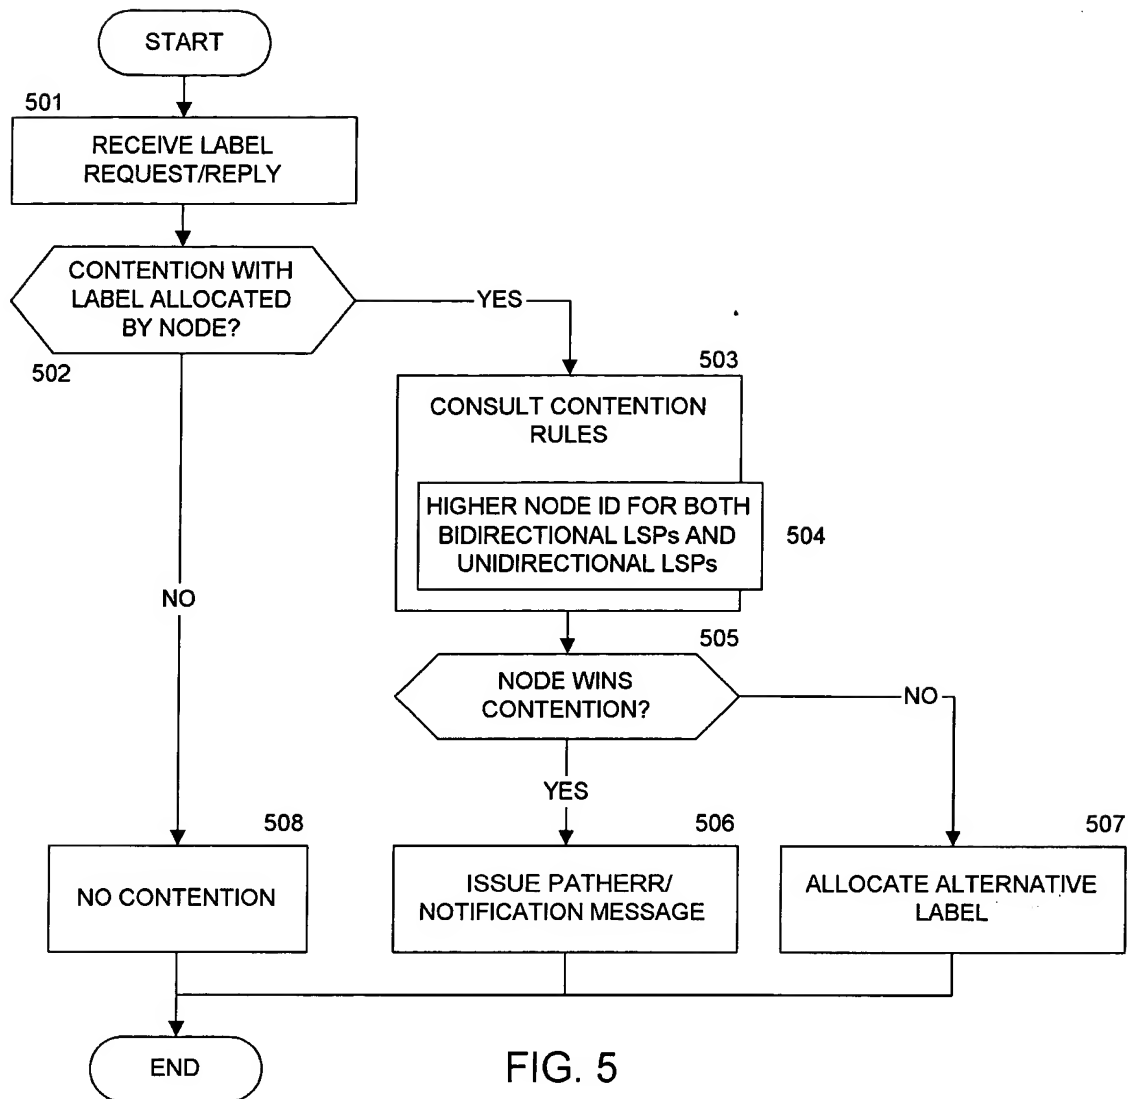 START
501
RECEIVE LABEL
REQUEST/REPLY
CONTENTION WITH
LABEL ALLOCATED
BY NODE?
YES
502
503
CONSULT CONTENTION
RULES
HIGHER NODE ID FOR BOTH
BIDIRECTIONAL LSPs AND
UNIDIRECTIONAL LSPs
504
NO
505
NODE WINS
CONTENTION?
NO
YES
508
506
507
NO CONTENTION
ISSUE PATHERR/
NOTIFICATION MESSAGE
ALLOCATE ALTERNATIVE
LABEL
END
FIG. 5